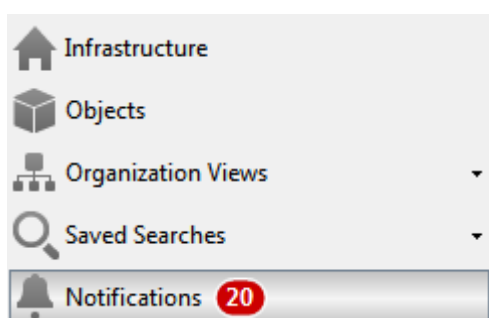 Infrastructure
Objects
Organization Views
Saved Searches
Notifications 20